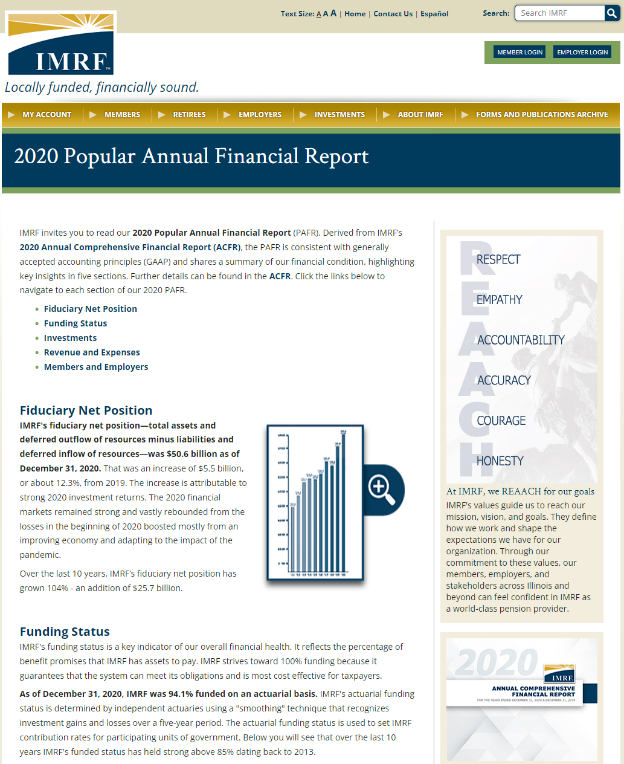 Text Size: A A A | Home | Contact Us | Español
Search: Search IMRF
IMRF
MEMBER LOGIN EMPLOYER LOGIN
Locally funded, financially sound.
MY ACCOUNT MEMBERS RETIREES EMPLOYERS INVESTMENTS ABOUT IMRF FORMS AND PUBLICATIONS ARCHIVE
2020 Popular Annual Financial Report
IMRF invites you to read our 2020 Popular Annual Financial Report (PAFR). Derived from IMRF's
2020 Annual Comprehensive Financial Report (ACFR), the PAFR is consistent with generally
accepted accounting principles (GAAP) and shares a summary of our financial condition, highlighting
key insights in five sections. Further details can be found in the ACFR. Click the links below to
navigate to each section of our 2020 PAFR.
• Fiduciary Net Position
• Funding Status
• Investments
• Revenue and Expenses
• Members and Employers
Fiduciary Net Position
IMRF's fiduciary net position—total assets and
deferred outflow of resources minus liabilities and
deferred inflow of resources—was $50.6 billion as of
December 31, 2020. That was an increase of $5.5 billion,
or about 12.3%, from 2019. The increase is attributable to
strong 2020 investment returns. The 2020 financial
markets remained strong and vastly rebounded from the
losses in the beginning of 2020 boosted mostly from an
improving economy and adapting to the impact of the
pandemic.
Over the last 10 years, IMRF's fiduciary net position has
grown 104% - an addition of $25.7 billion.
Funding Status
IMRF's funding status is a key indicator of our overall financial health. It reflects the percentage of
benefit promises that IMRF has assets to pay. IMRF strives toward 100% funding because it
guarantees that the system can meet its obligations and is most cost effective for taxpayers.
As of December 31, 2020, IMRF was 94.1% funded on an actuarial basis. IMRF's actuarial funding
status is determined by independent actuaries using a "smoothing" technique that recognizes
investment gains and losses over a five-year period. The actuarial funding status is used to set IMRF
contribution rates for participating units of government. Below you will see that over the last 10
years IMRF's funded status has held strong above 85% dating back to 2013.
REAACH
RESPECT
EMPATHY
ACCOUNTABILITY
ACCURACY
COURAGE
HONESTY
At IMRF, we REAACH for our goals
IMRF's values guide us to reach our
mission, vision, and goals. They define
how we work and shape the
expectations we have for our
organization. Through our
commitment to these values, our
members, employers, and
stakeholders across Illinois and
beyond can feel confident in IMRF as
a world-class pension provider.
2020
IMRF
ANNUAL COMPREHENSIVE
FINANCIAL REPORT